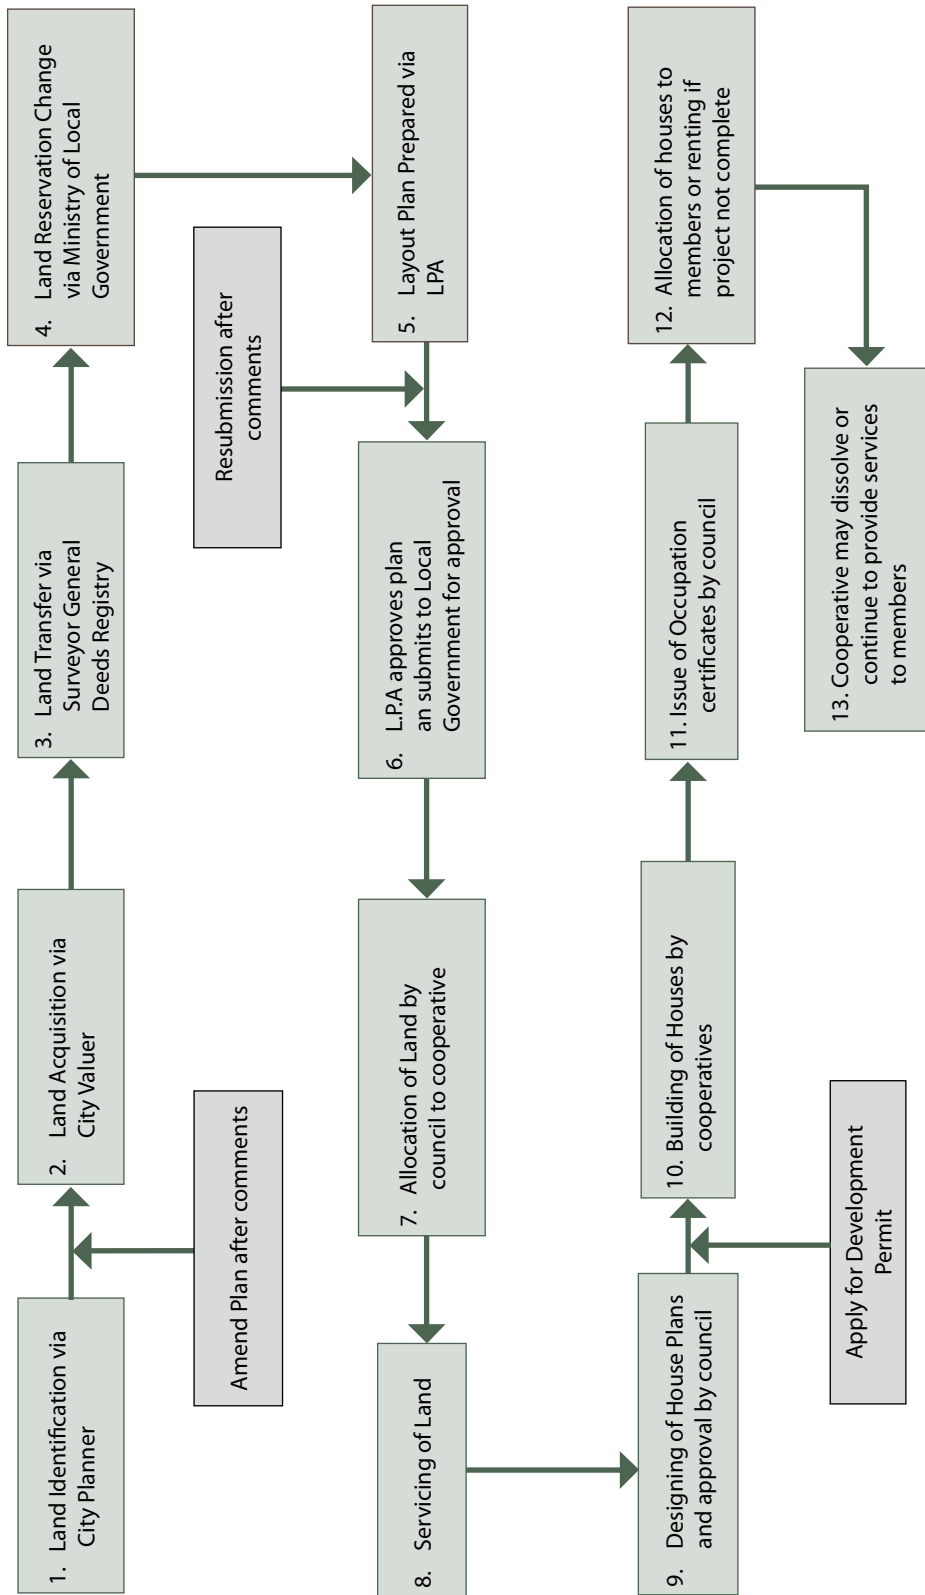 1. Land Identification via
City Planner
Amend Plan after comments
2. Land Acquisition via
City Valuer
3. Land Transfer via
Surveyor General
Deeds Registry
4. Land Reservation Change
via Ministry of Local
Government
5. Layout Plan Prepared via
LPA
Resubmission after
comments
6. L.P.A approves plan
an submits to Local
Government for approval
7. Allocation of Land by
council to cooperative
8. Servicing of Land
9. Designing of House Plans
and approval by council
Apply for Development
Permit
10. Building of Houses by
cooperatives
11. Issue of Occupation
certificates by council
12. Allocation of houses to
members or renting if
project not complete
13. Cooperative may dissolve or
continue to provide services
to members